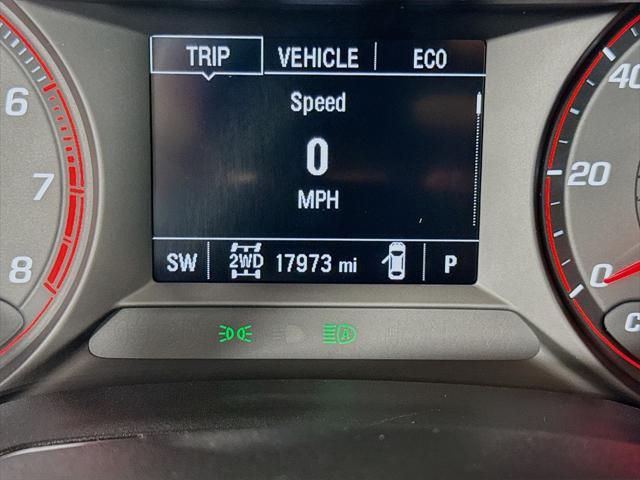 TRIP VEHICLE ECO
Speed
0
MPH
SW 2WD 17973 mi P
6
7
8
40
20
0
A